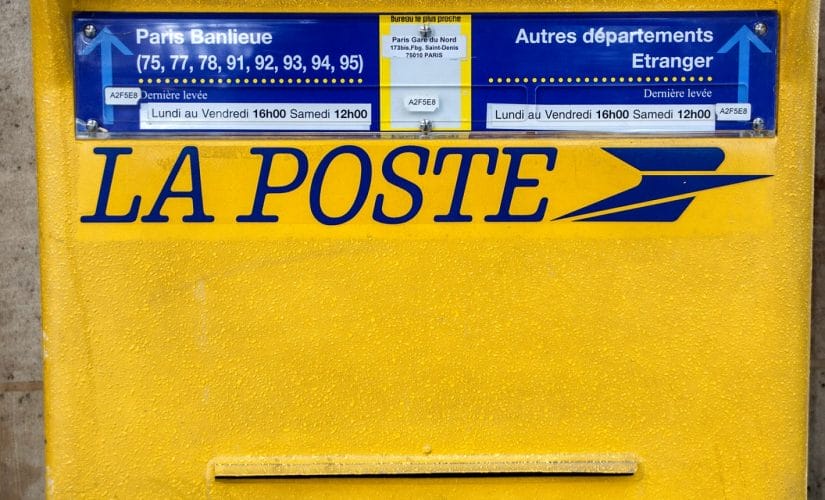 Paris Banlieue
(75, 77, 78, 91, 92, 93, 94, 95)
A2F5E8
Dernière levée
Lundi au Vendredi 16h00 Samedi 12h00
Bureau le plus proche
Paris Gare du Nord
173bis,Fbg. Saint-Denis
75010 PARIS
A2F5E8
Autres départements
Etranger
Dernière levée
A2F5E8
Lundi au Vendredi 16h00 Samedi 12h00
LA POSTE